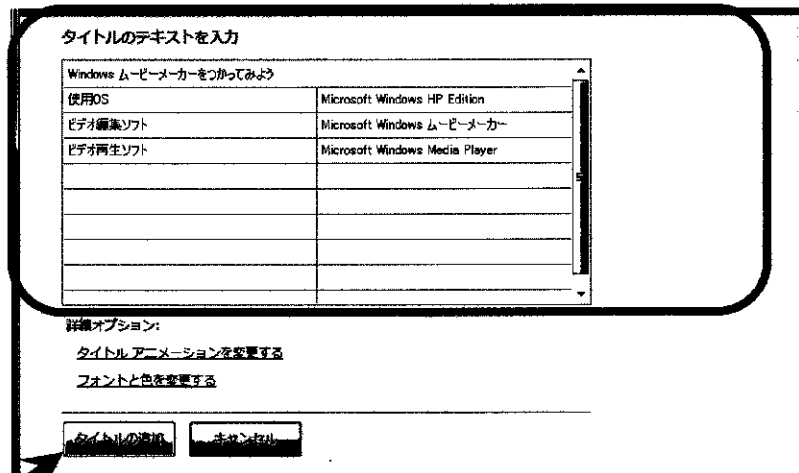 タイトルのテキストを入力
Windows ムービーメーカーをつかってみよう
使用OS Microsoft Windows HP Edition
ビデオ編集ソフト Microsoft Windows ムービーメーカー
ビデオ再生ソフト Microsoft Windows Media Player
詳細オプション:
タイトル アニメーションを変更する
フォントと色を変更する
タイトルの追加 キャンセル